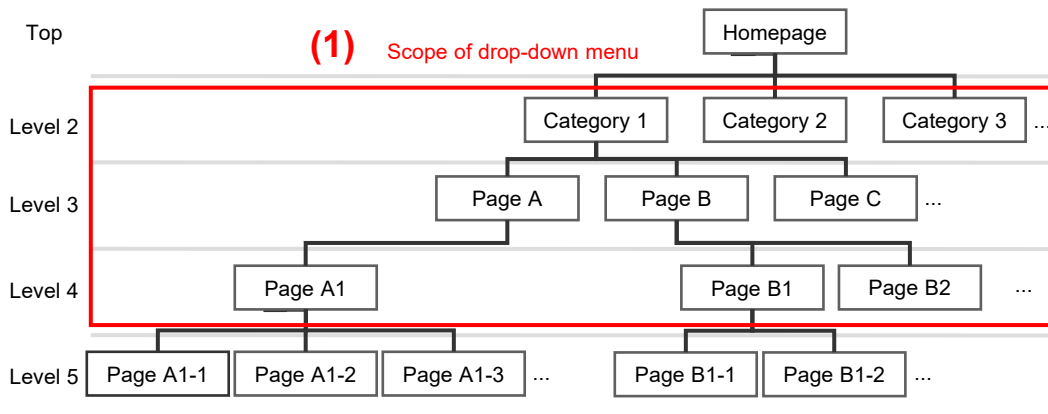 Top
(1) Scope of drop-down menu
Homepage
Level 2
Category 1
Category 2
Category 3
...
Level 3
Page A
Page B
Page C
...
Level 4
Page A1
Page B1
Page B2
...
Level 5
Page A1-1
Page A1-2
Page A1-3
...
Page B1-1
Page B1-2
...